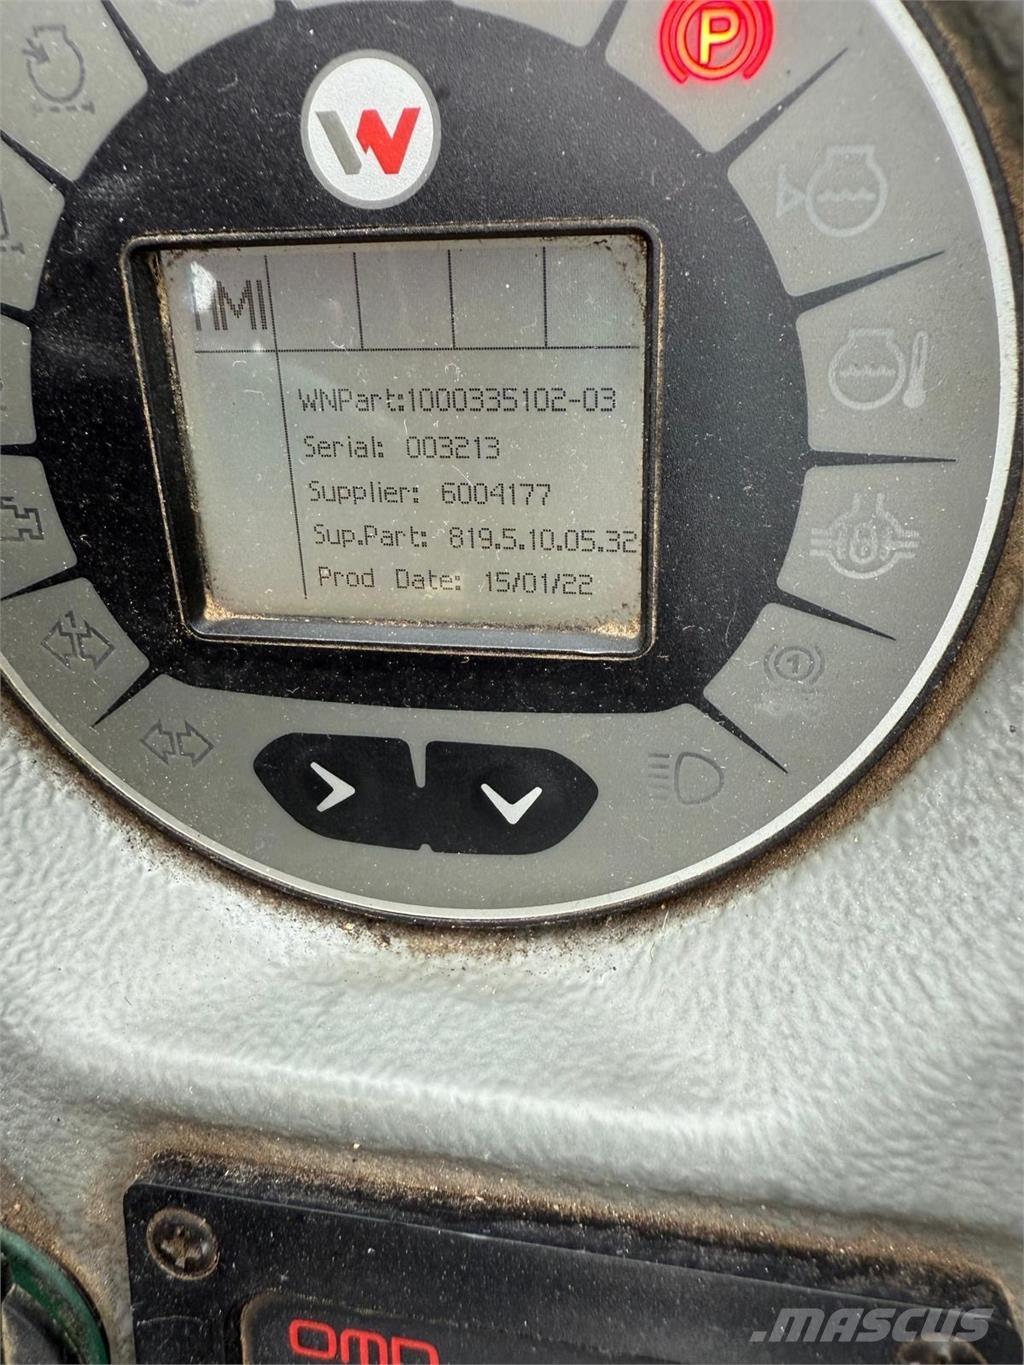 P
HMI
WNPart:1000335102-03
Serial: 003213
Supplier: 6004177
Sup.Part: 819.5.10.05.32
Prod Date: 15/01/22
1
MASCUS